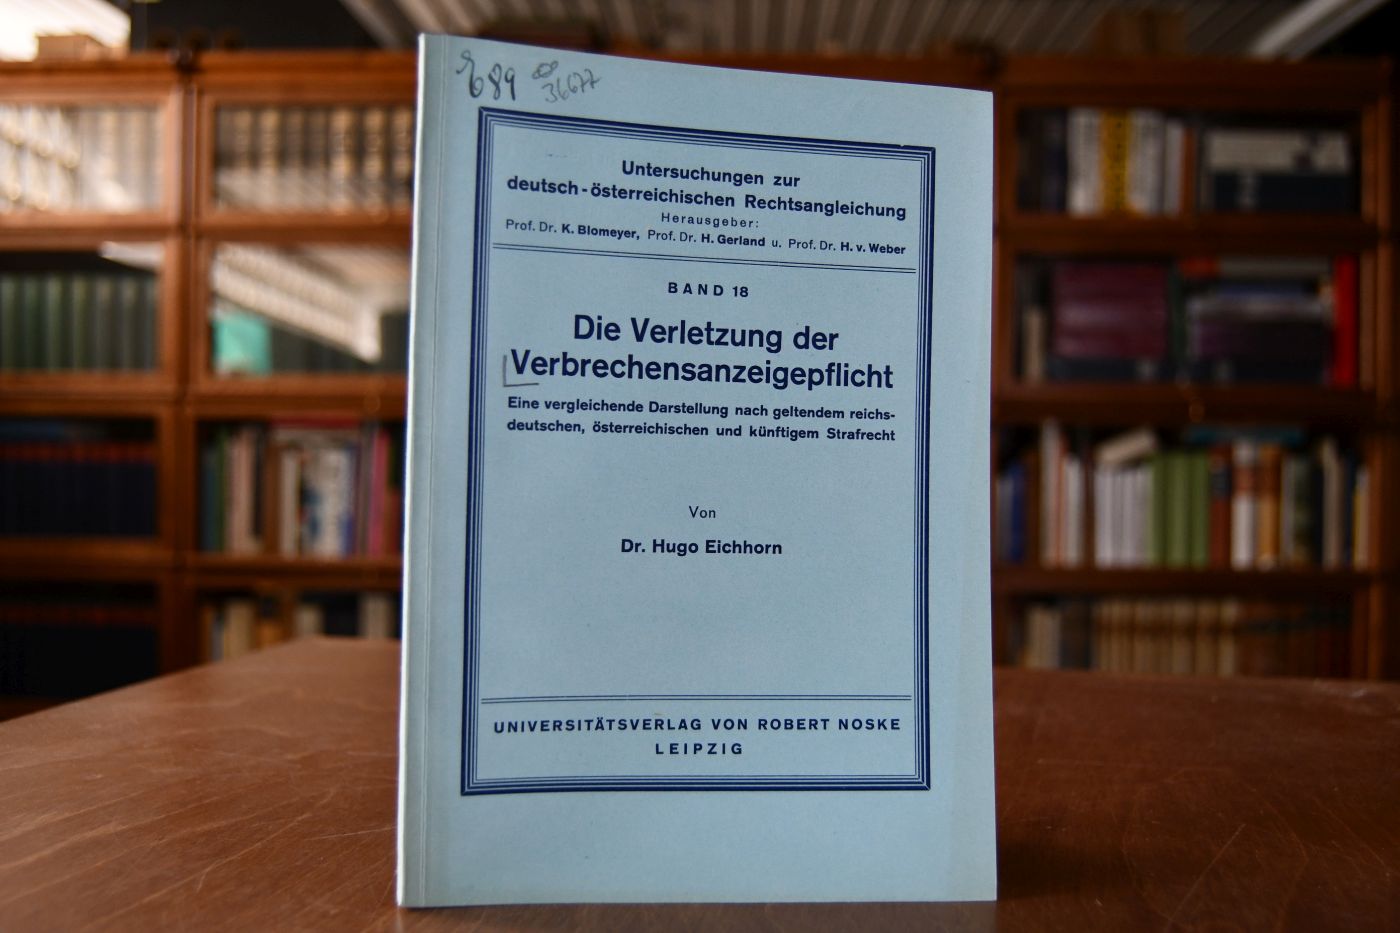 689
36677
Untersuchungen zur
deutsch-österreichischen Rechtsangleichung
Herausgeber:
Prof. Dr. K. Blomeyer, Prof. Dr. H. Gerland u. Prof. Dr. H. v. Weber
BAND 18
Die Verletzung der
Verbrechensanzeigepflicht
Eine vergleichende Darstellung nach geltendem reichs-
deutschen, österreichischen und künftigem Strafrecht
Von
Dr. Hugo Eichhorn
UNIVERSITÄTSVERLAG VON ROBERT NOSKE
LEIPZIG